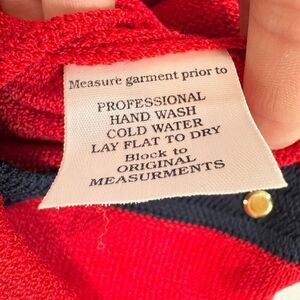 Measure garment prior to
PROFESSIONAL
HAND WASH
COLD WATER
LAY FLAT TO DRY
Block to
ORIGINAL
MEASURMENTS